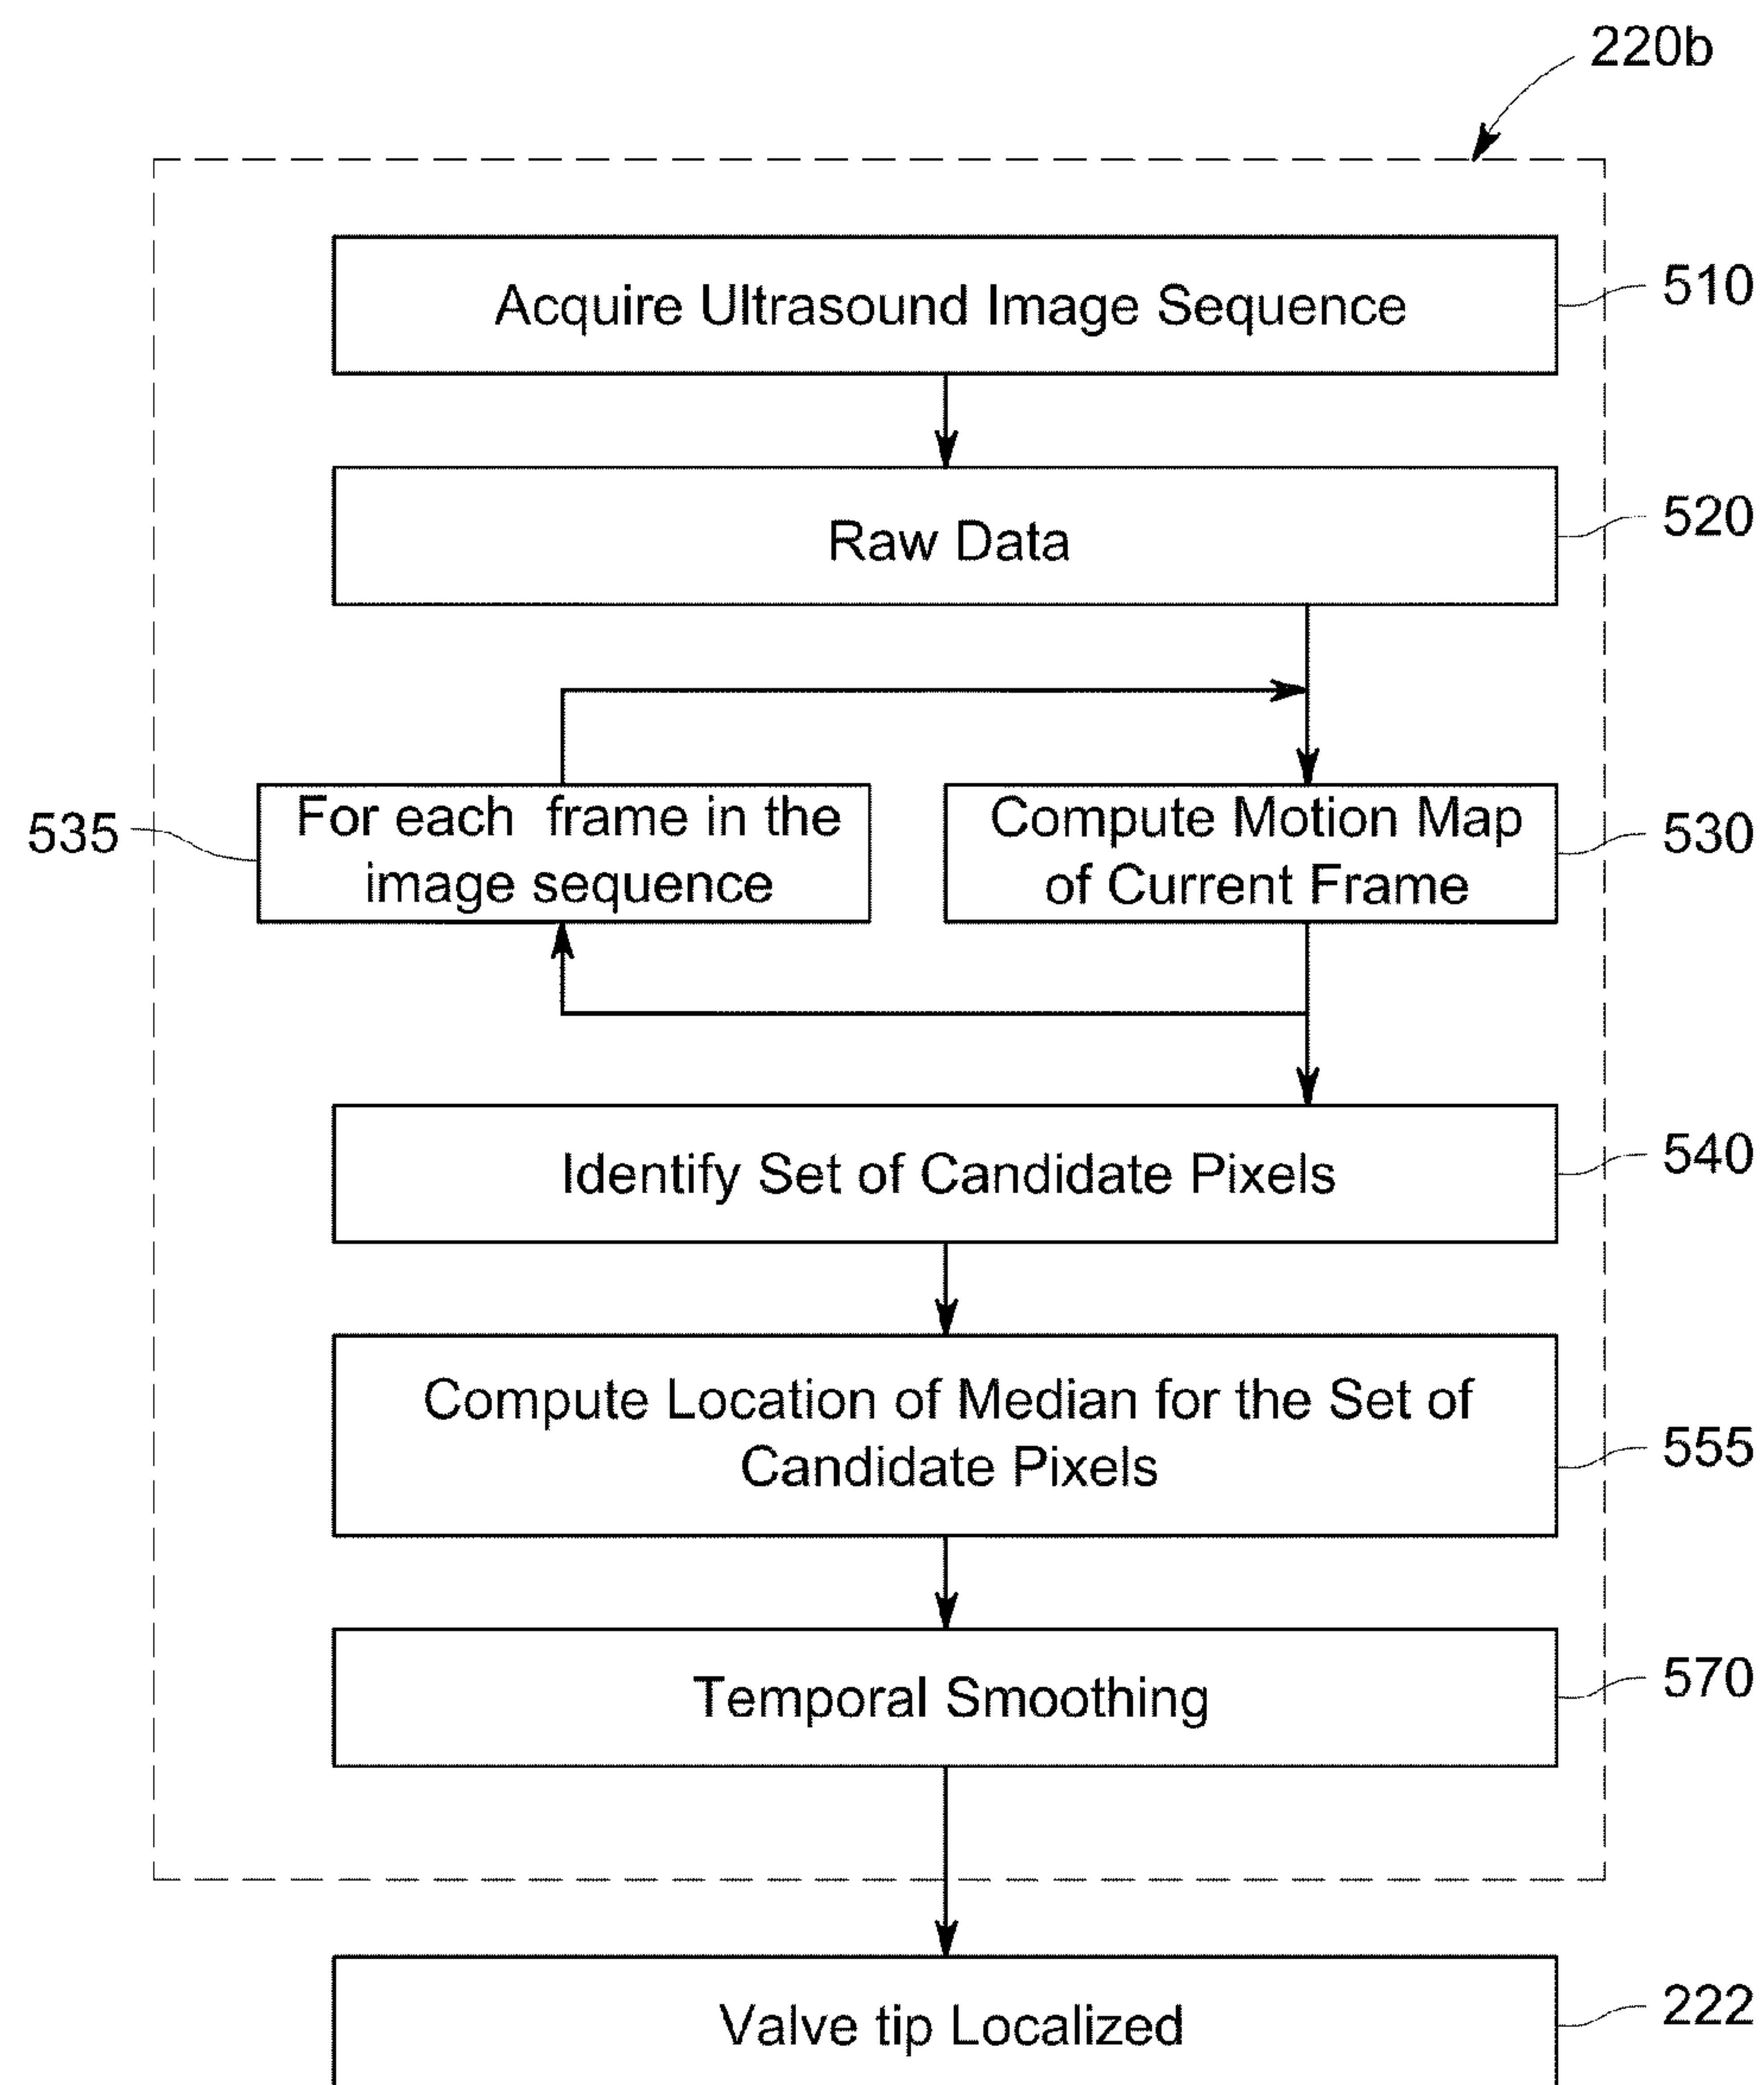 220b
Acquire Ultrasound Image Sequence
510
Raw Data
520
535
For each frame in the
image sequence
Compute Motion Map
of Current Frame
530
Identify Set of Candidate Pixels
540
Compute Location of Median for the Set of
Candidate Pixels
555
Temporal Smoothing
570
Valve tip Localized
222